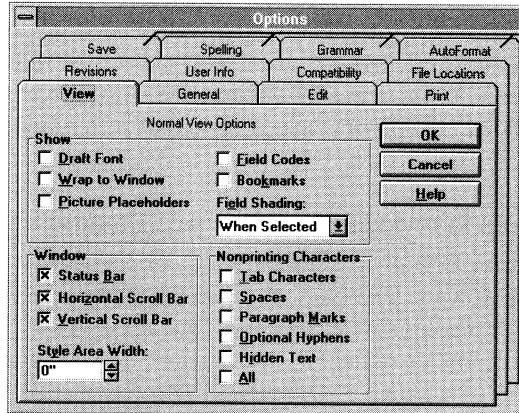 Options
Save Spelling Grammar AutoFormat
Revisions User Info Compatibility File Locations
View General Edit Print
Normal View Options
Show
Draft Font
Wrap to Window
Picture Placeholders
Field Codes
Bookmarks
Field Shading:
When Selected
OK
Cancel
Help
Window
Status Bar
Horizontal Scroll Bar
Vertical Scroll Bar
Style Area Width:
0"
Nonprinting Characters
Tab Characters
Spaces
Paragraph Marks
Optional Hyphens
Hidden Text
All